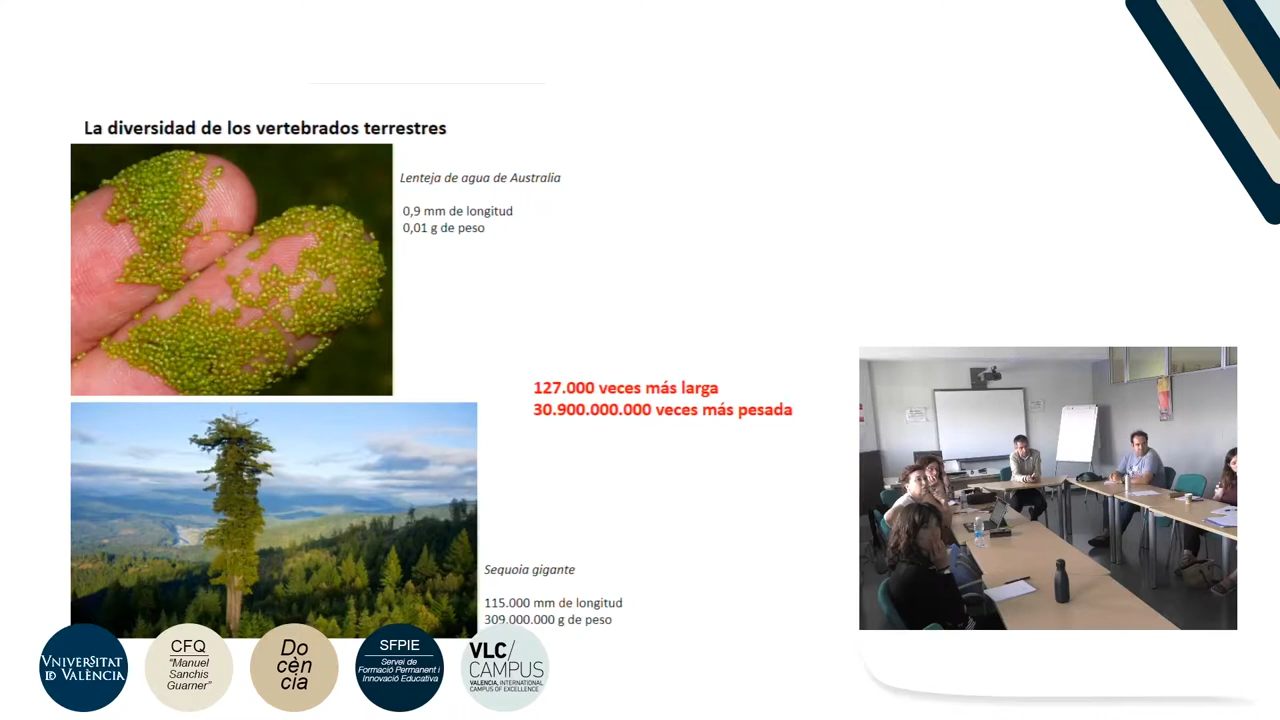 La diversidad de los vertebrados terrestres
Lenteja de agua de Australia
0,9 mm de longitud
0,01 g de peso
127.000 veces más larga
30.900.000.000 veces más pesada
Sequoia gigante
115.000 mm de longitud
309.000.000 g de peso
VNIVERSITAT
ID VALÈNCIA
CFQ
"Manuel
Sanchis
Guarner"
Do
cèn
cia
SFPIE
Servei de
Formació Permanent i
Innovació Educativa
VLC/
CAMPUS
VALENCIA, INTERNATIONAL
CAMPUS OF EXCELLENCE